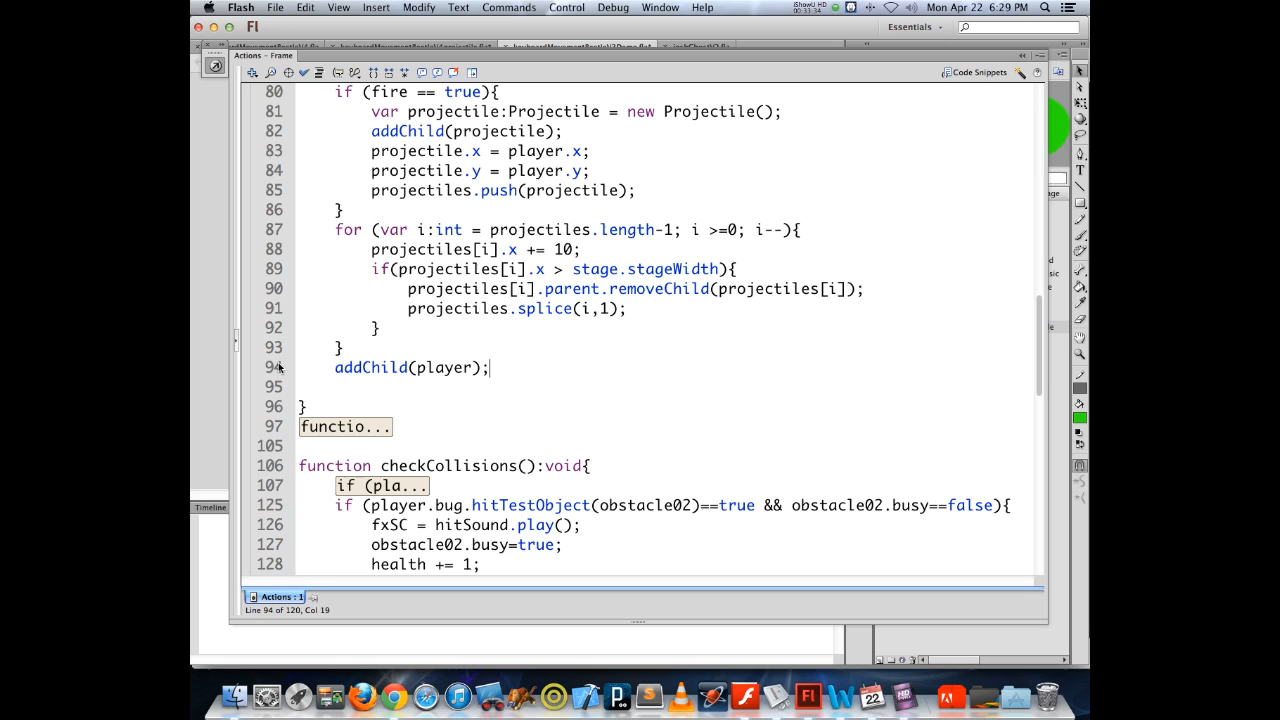 Flash File Edit View Insert Modify Text Commands Control Debug Window Help iShowU HD 00:33:34 Mon Apr 22 6:29 PM
Fl Essentials
Actions - Frame
Code Snippets
80 if (fire == true){
81 var projectile:Projectile = new Projectile();
82 addChild(projectile);
83 projectile.x = player.x;
84 projectile.y = player.y;
85 projectiles.push(projectile);
86 }
87 for (var i:int = projectiles.length-1; i >=0; i--){
88 projectiles[i].x += 10;
89 if(projectiles[i].x > stage.stageWidth){
90 projectiles[i].parent.removeChild(projectiles[i]);
91 projectiles.splice(i,1);
92 }
93 }
94 addChild(player);
95
96 }
97 functio...
105
106 function checkCollisions():void{
107 if (pla...
125 if (player.bug.hitTestObject(obstacle02)==true && obstacle02.busy==false){
126 fxSC = hitSound.play();
127 obstacle02.busy=true;
128 health += 1;
Timeline
Actions : 1
Line 94 of 120, Col 19